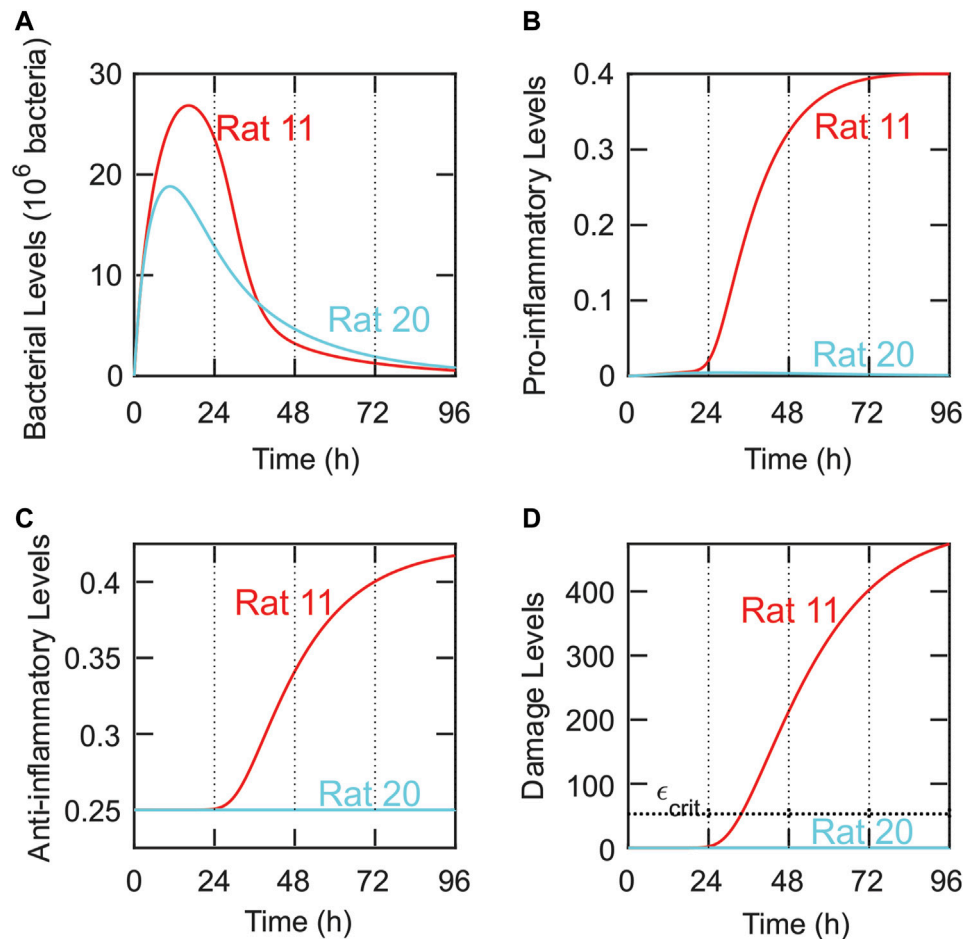 A
Bacterial Levels (10⁶ bacteria)
30
20
10
0
Rat 11
Rat 20
0 24 48 72 96
Time (h)
B
Pro-inflammatory Levels
0.4
0.3
0.2
0.1
0
Rat 11
Rat 20
0 24 48 72 96
Time (h)
C
Anti-inflammatory Levels
0.4
0.35
0.3
0.25
Rat 11
Rat 20
0 24 48 72 96
Time (h)
D
Damage Levels
400
300
200
100
0
Rat 11
ϵcrit.
Rat 20
0 24 48 72 96
Time (h)